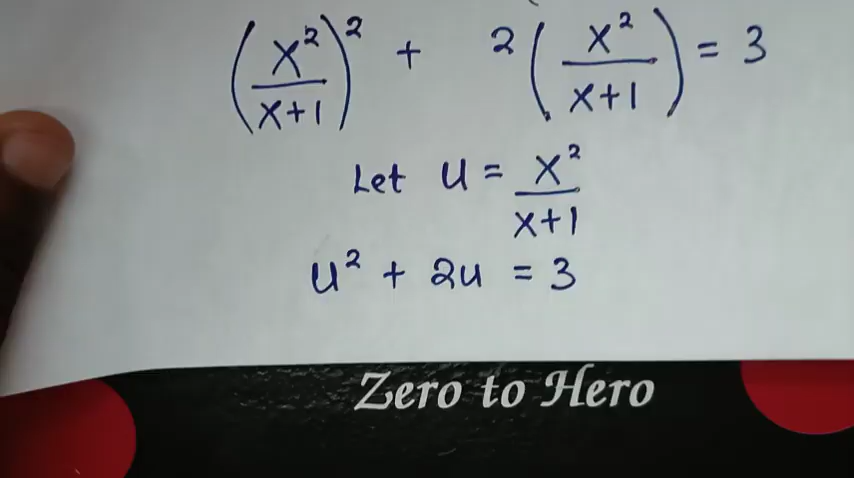 (x²/(x+1))² + 2(x²/(x+1)) = 3
Let u = x²/(x+1)
u² + 2u = 3
Zero to Hero